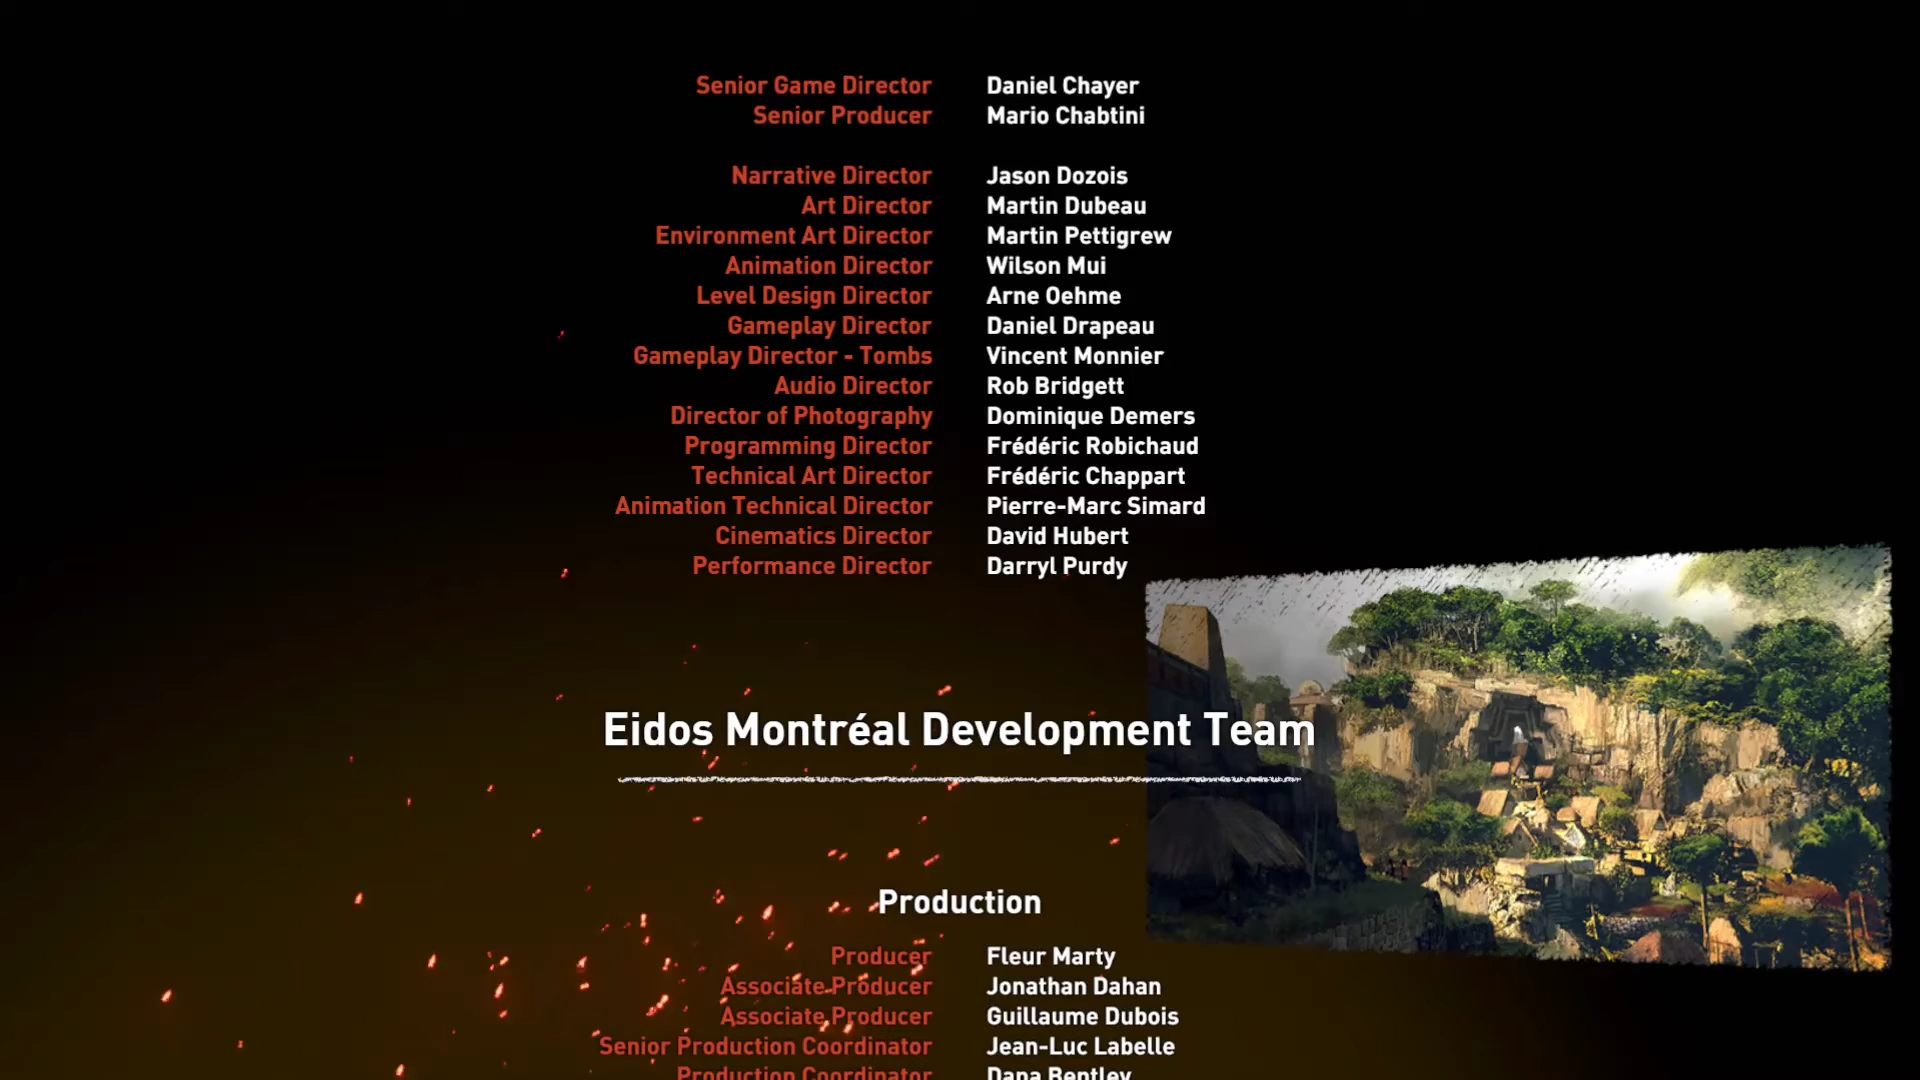 Senior Game Director Daniel Chayer
Senior Producer Mario Chabtini
Narrative Director Jason Dozois
Art Director Martin Dubeau
Environment Art Director Martin Pettigrew
Animation Director Wilson Mui
Level Design Director Arne Oehme
Gameplay Director Daniel Drapeau
Gameplay Director - Tombs Vincent Monnier
Audio Director Rob Bridgett
Director of Photography Dominique Demers
Programming Director Frédéric Robichaud
Technical Art Director Frédéric Chappart
Animation Technical Director Pierre-Marc Simard
Cinematics Director David Hubert
Performance Director Darryl Purdy
Eidos Montréal Development Team
Production
Producer Fleur Marty
Associate Producer Jonathan Dahan
Associate Producer Guillaume Dubois
Senior Production Coordinator Jean-Luc Labelle
Production Coordinator Dana Bentley